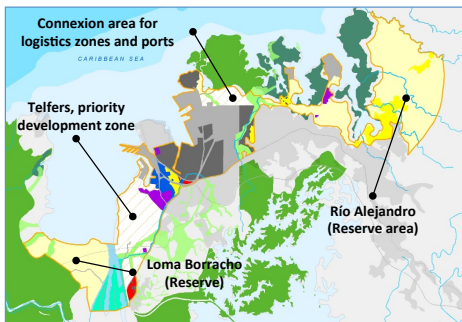 Connexion area for
logistics zones and ports
CARIBBEAN SEA
Telfers, priority
development zone
Río Alejandro
(Reserve area)
Loma Borracho
(Reserve)